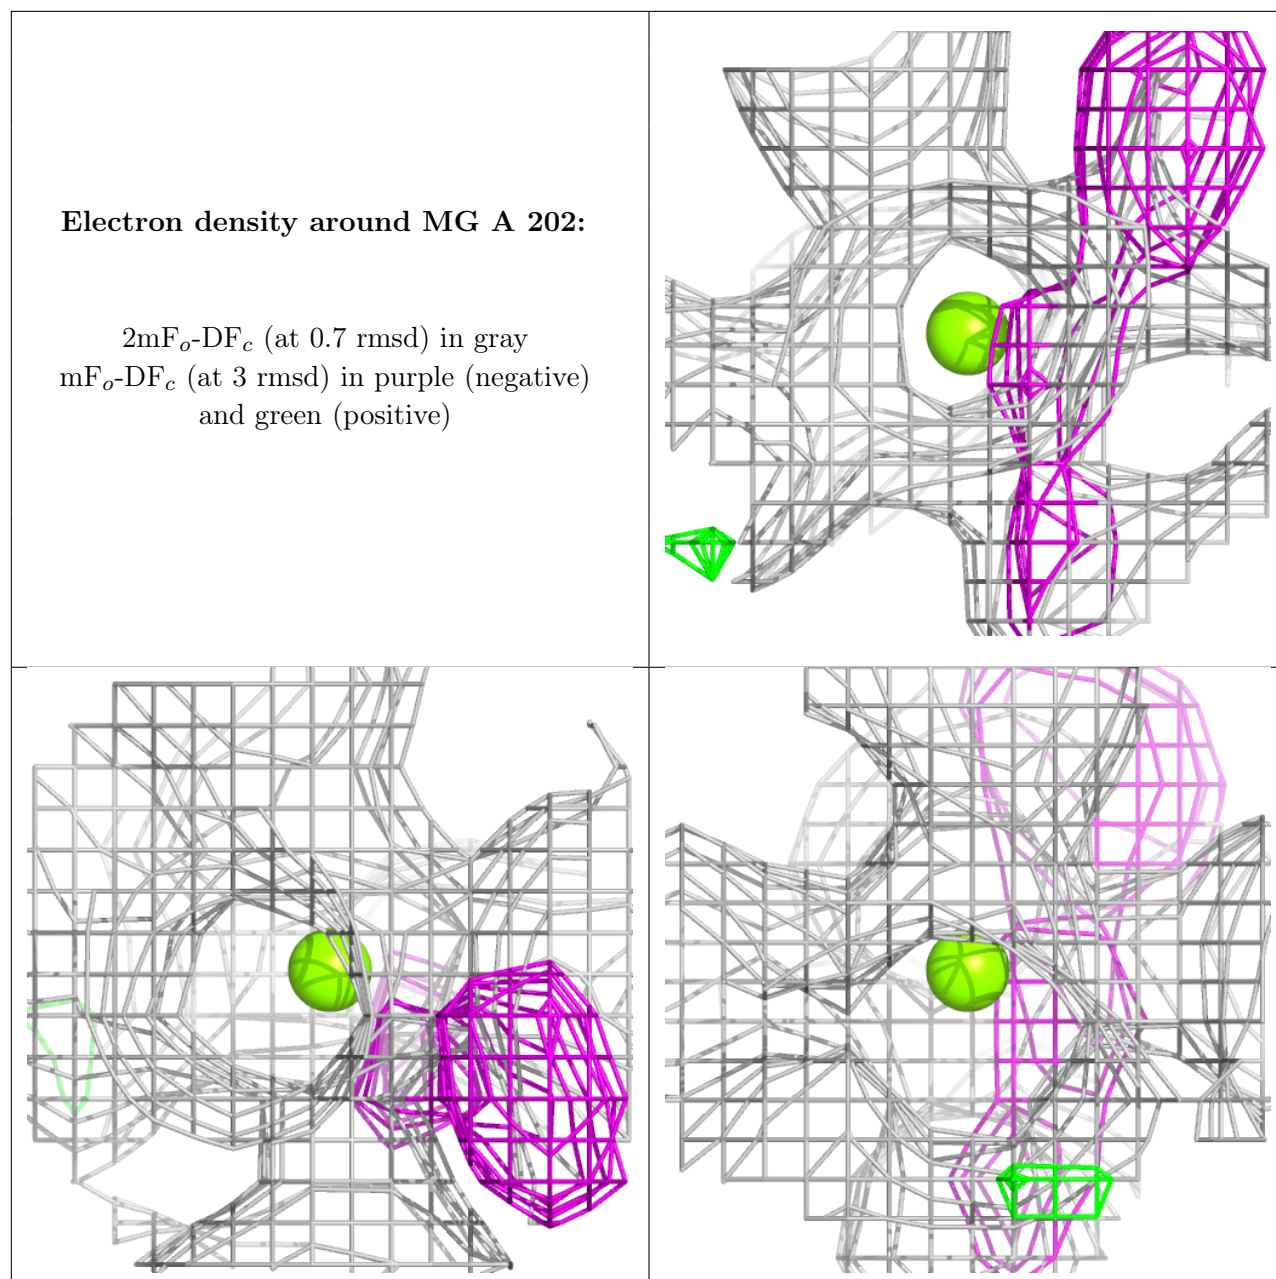 Electron density around MG A 202:
2mFo-DFc (at 0.7 rmsd) in gray
mFo-DFc (at 3 rmsd) in purple (negative)
and green (positive)